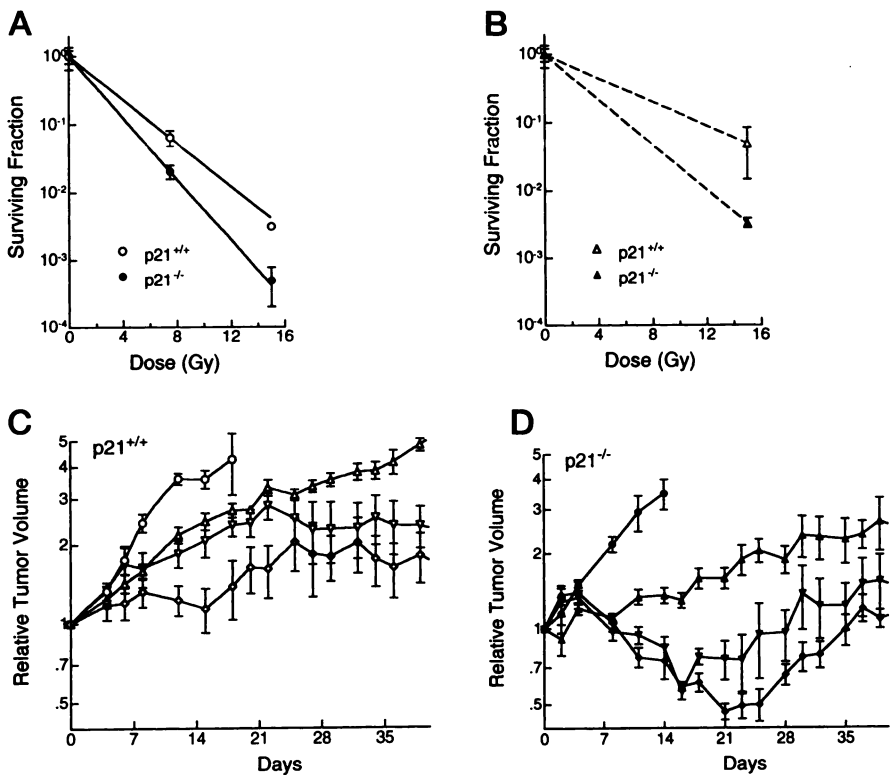 A
Surviving Fraction
10⁰
10⁻¹
10⁻²
10⁻³
10⁻⁴
p21+/+
p21-/-
0 4 8 12 16
Dose (Gy)
B
Surviving Fraction
10⁰
10⁻¹
10⁻²
10⁻³
10⁻⁴
p21+/+
p21-/-
0 4 8 12 16
Dose (Gy)
C
p21+/+
Relative Tumor Volume
5
4
3
2
1
.7
.5
0 7 14 21 28 35
Days
D
p21-/-
Relative Tumor Volume
5
4
3
2
1
0.7
0.5
0 7 14 21 28 35
Days